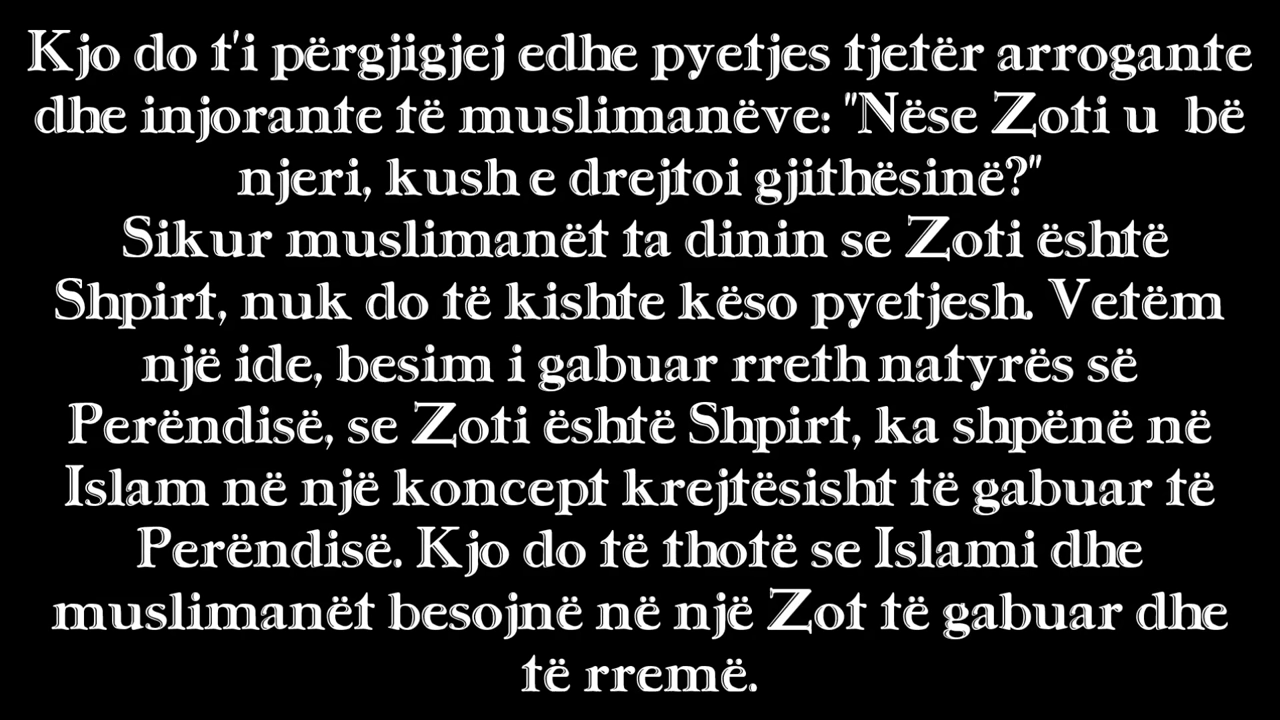 Kjo do t'i përgjigjej edhe pyetjes tjetër arrogante
dhe injorante të muslimanëve: "Nëse Zoti u bë
njeri, kush e drejtoi gjithësinë?"
Sikur muslimanët ta dinin se Zoti është
Shpirt, nuk do të kishte këso pyetjesh. Vetëm
një ide, besim i gabuar rreth natyrës së
Perëndisë, se Zoti është Shpirt, ka shpënë në
Islam në një koncept krejtësisht të gabuar të
Perëndisë. Kjo do të thotë se Islami dhe
muslimanët besojnë në një Zot të gabuar dhe
të rremë.